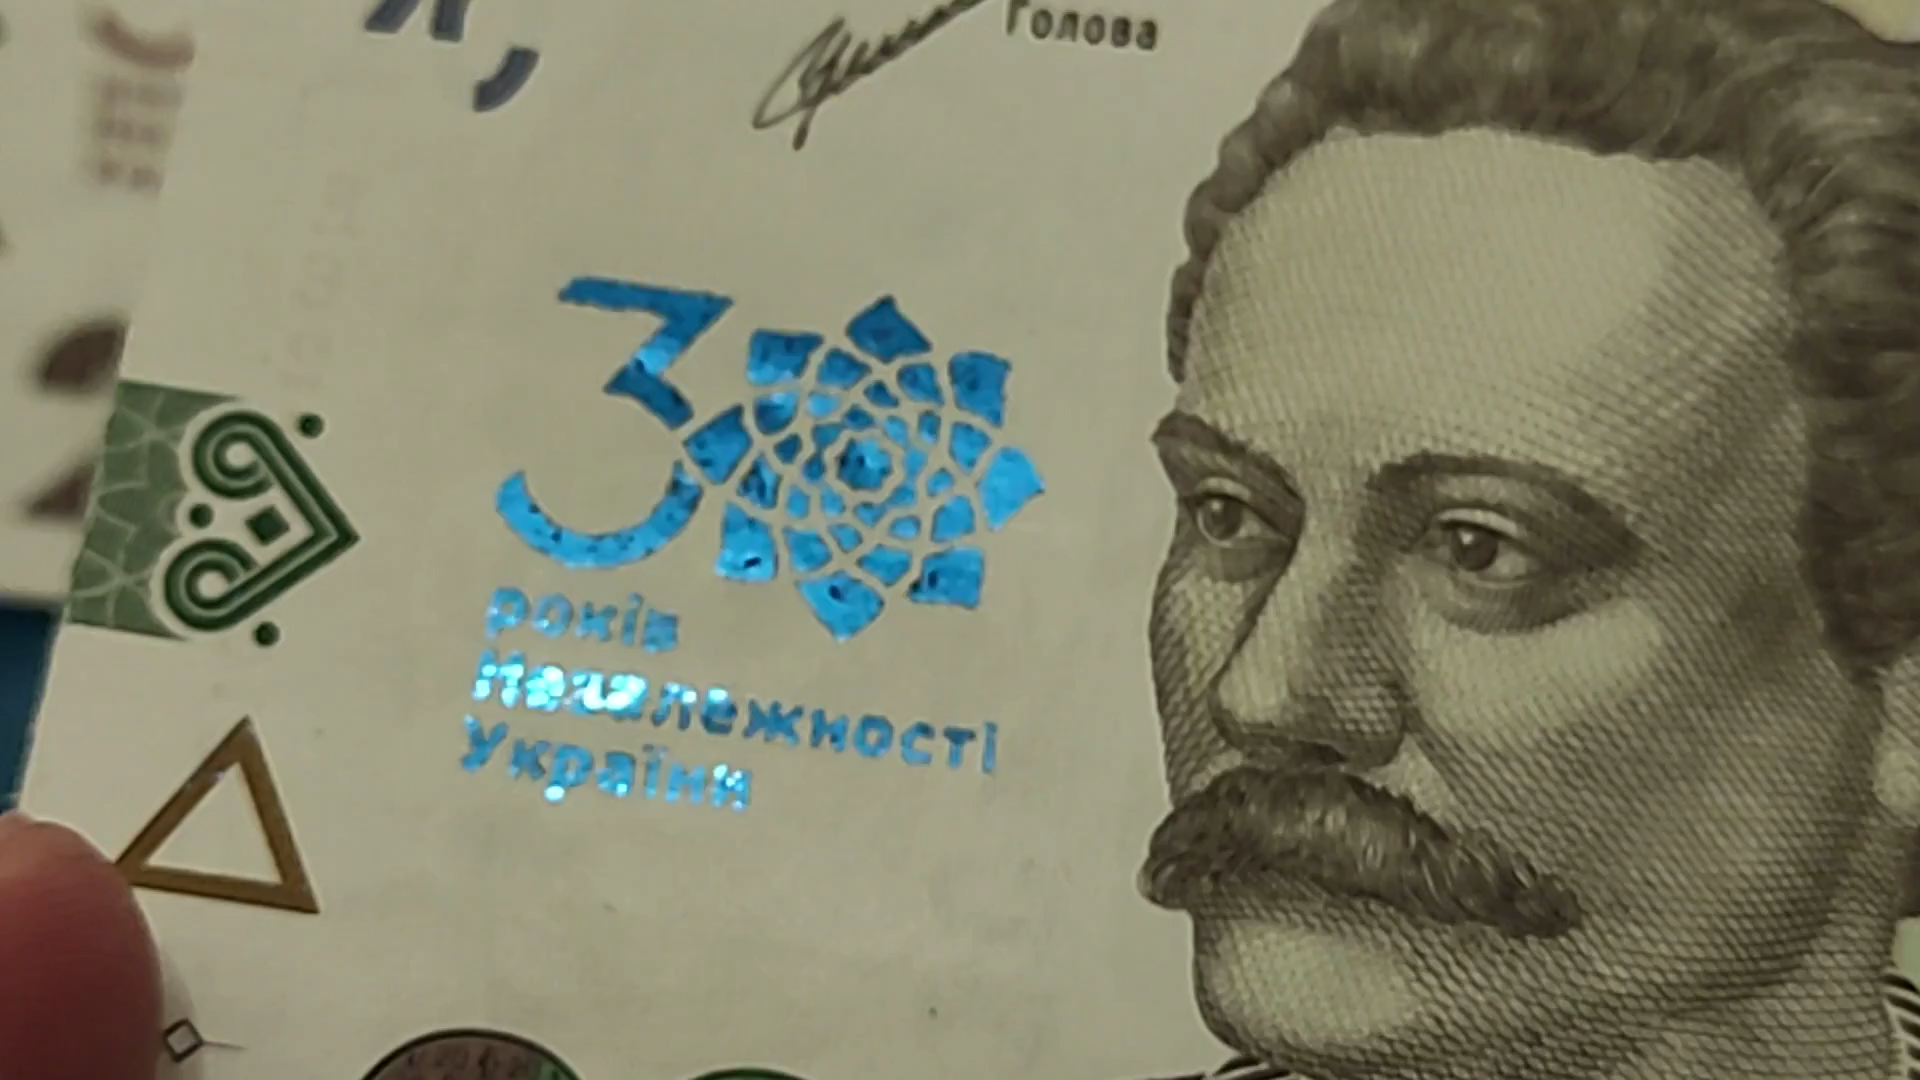 Голова
30
років
Незалежності
України